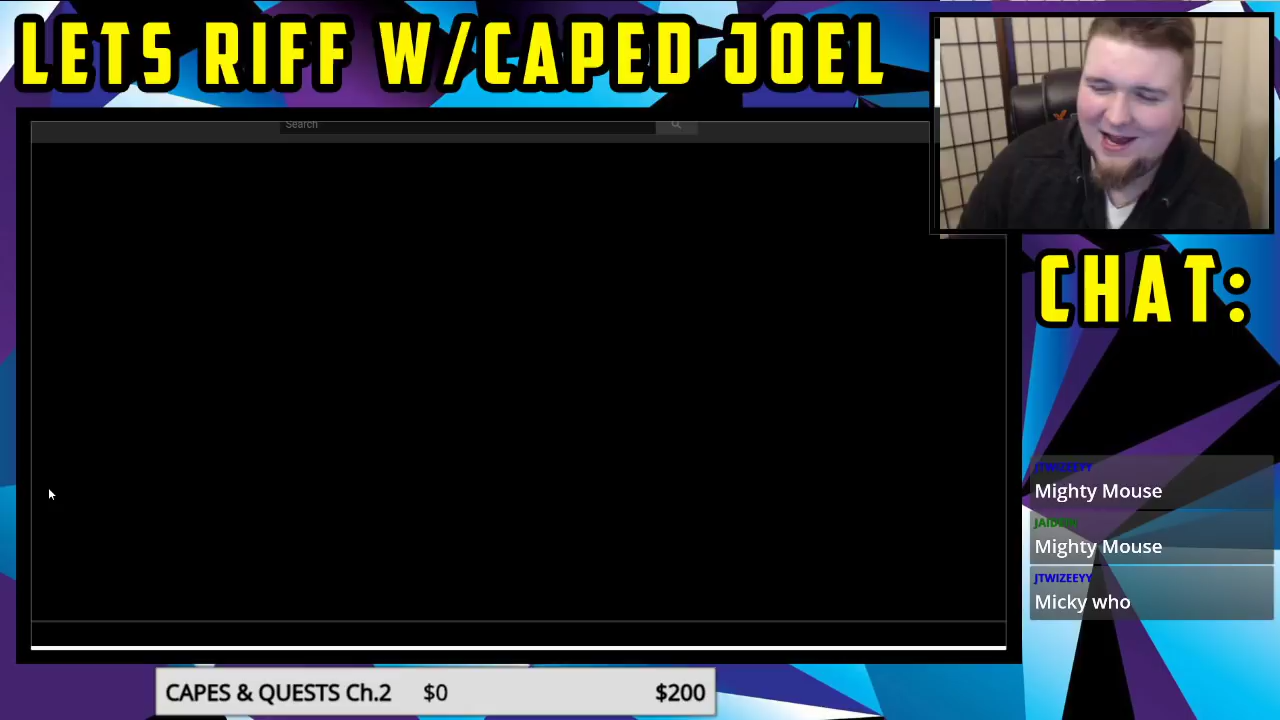 LETS RIFF W/CAPED JOEL
Search
CHAT:
JTWIZEEYY
Mighty Mouse
Mighty Mouse
JTWIZEEYY
Micky who
CAPES & QUESTS Ch.2 $0 $200